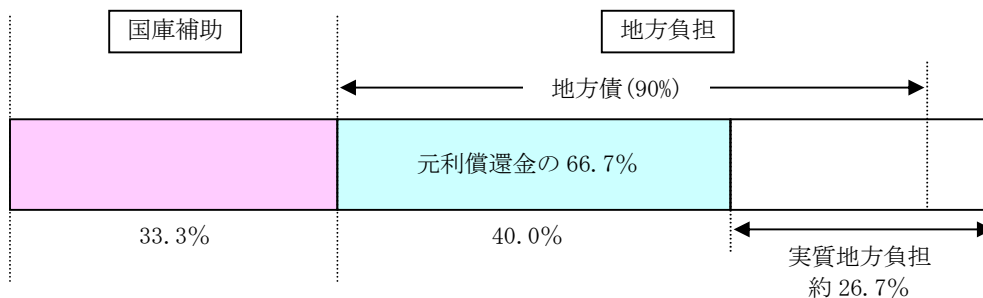 国庫補助
地方負担
地方債(90%)
元利償還金の 66.7%
33.3%
40.0%
実質地方負担
約 26.7%